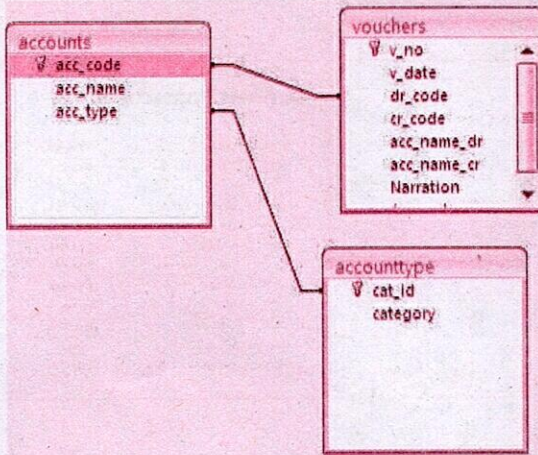 accounts
acc_code
acc_name
acc_type
vouchers
v_no
v_date
dr_code
cr_code
acc_name_dr
acc_name_cr
Narration
accounttype
cat_id
category